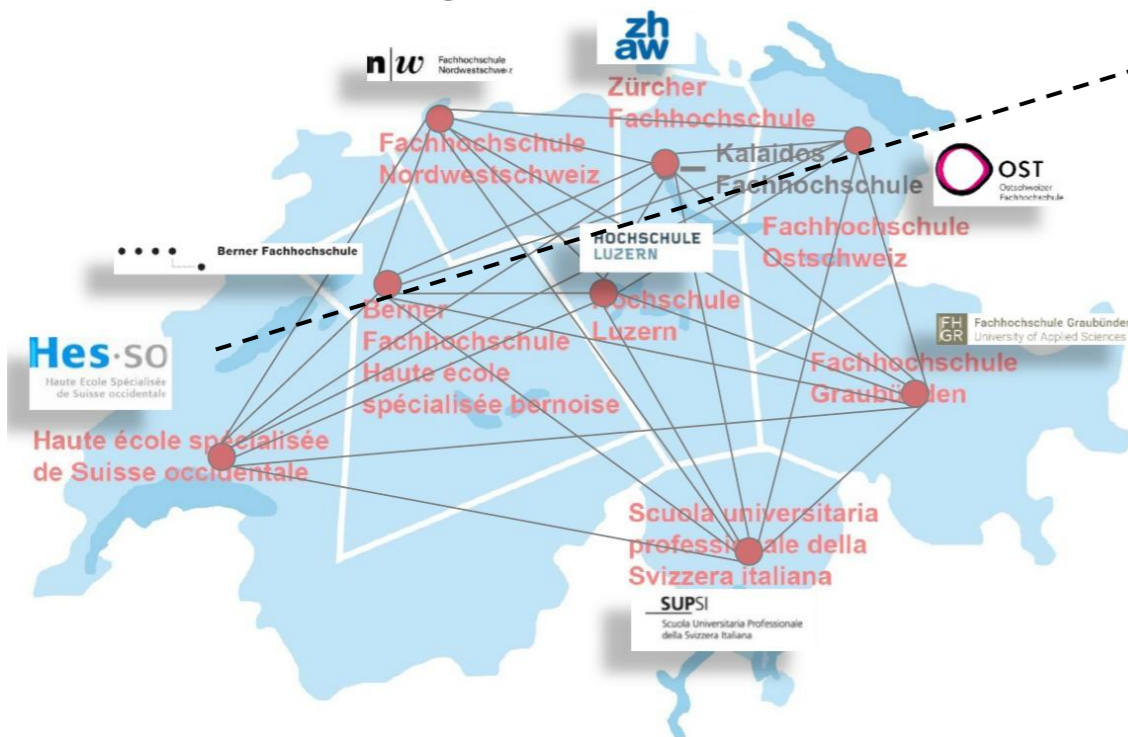 zh
aw
n|w Fachhochschule
Nordwestschweiz
Zürcher
Fachhochschule
Fachhochschule
Nordwestschweiz
Kalaidos
Fachhochschule
OST
Ostschweizer
Fachhochschule
Berner Fachhochschule
HOCHSCHULE
LUZERN
Fachhochschule
Ostschweiz
Berner
Fachhochschule
Haute école
spécialisée bernoise
Hochschule
Luzern
FH
GR
Fachhochschule Graubünden
University of Applied Sciences
Fachhochschule
Graubünden
Hes·so
Haute Ecole Spécialisée
de Suisse occidentale
Haute école spécialisée
de Suisse occidentale
Scuola universitaria
professionale della
Svizzera italiana
SUPSI
Scuola Universitaria Professionale
della Svizzera Italiana